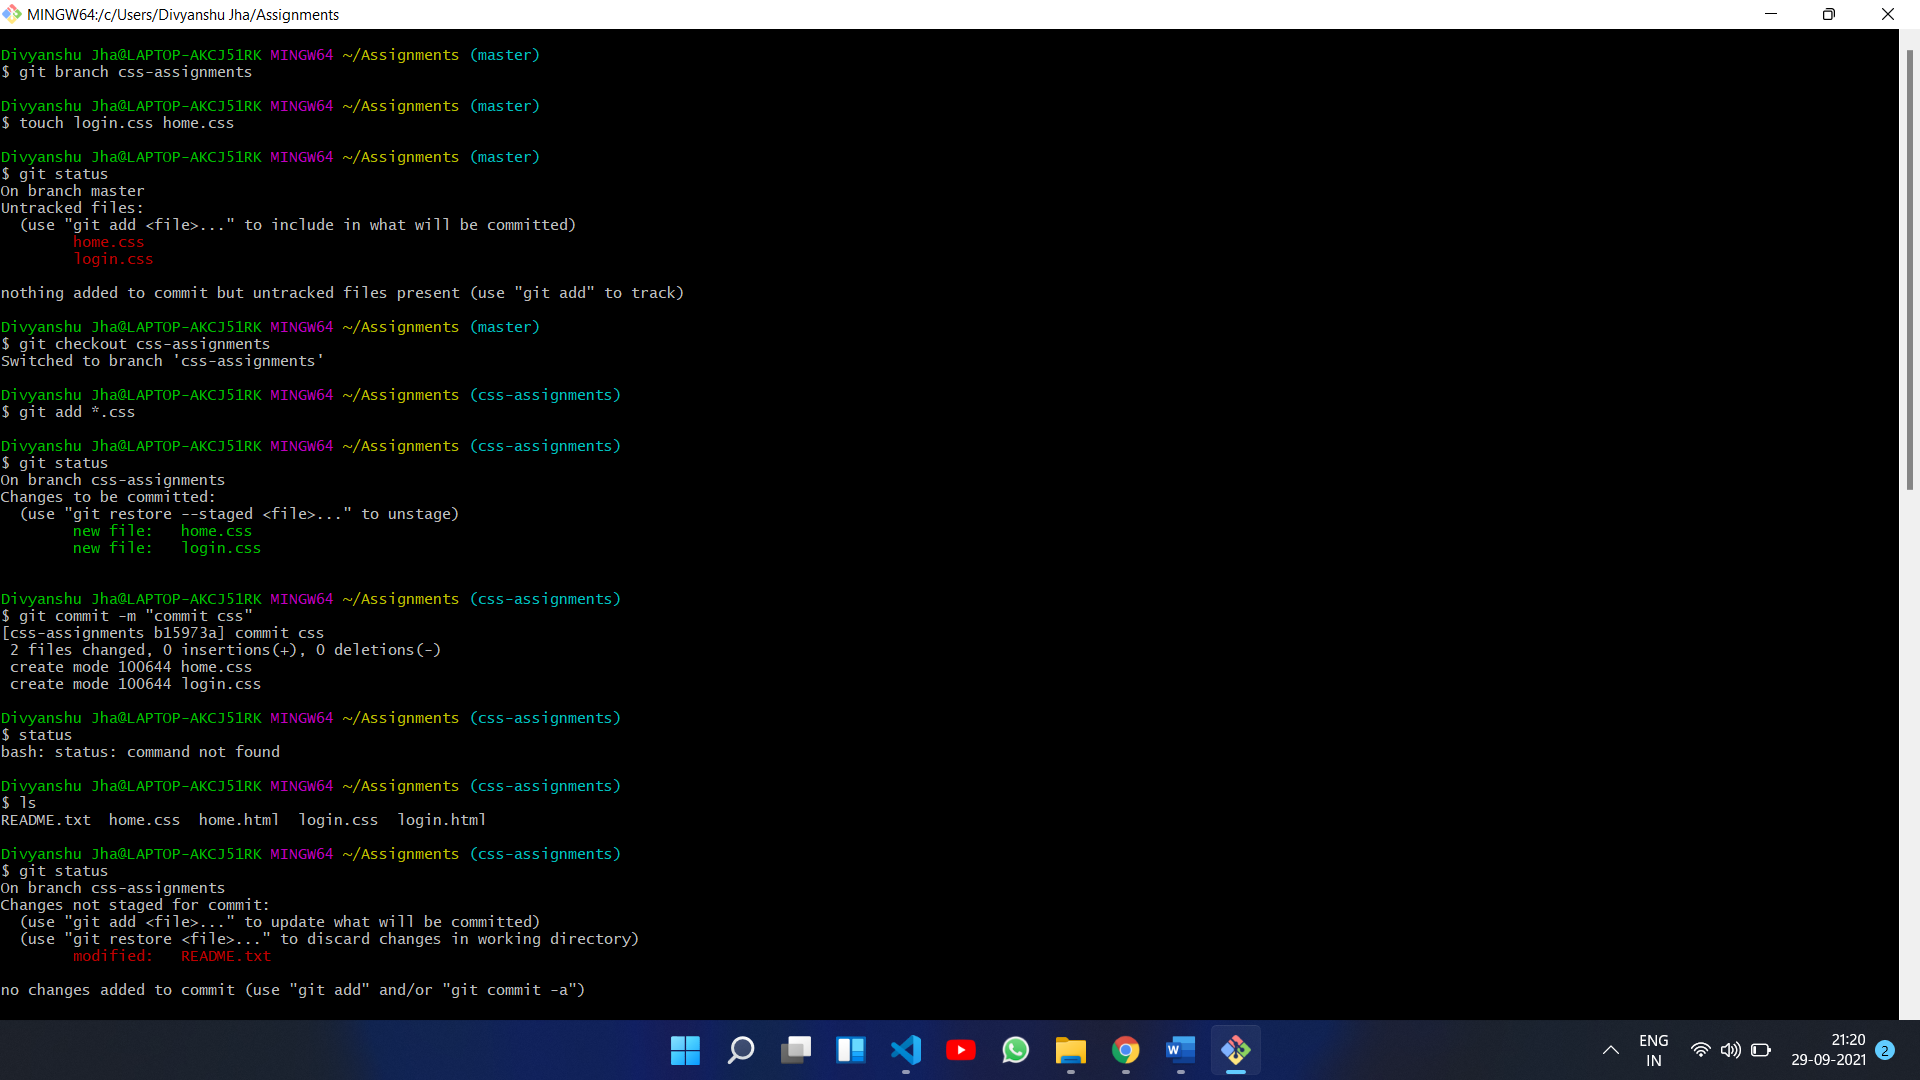 MINGW64:/c/Users/Divyanshu Jha/Assignments
Divyanshu Jha@LAPTOP-AKCJ51RK MINGW64 ~/Assignments (master)
$ git branch css-assignments
Divyanshu Jha@LAPTOP-AKCJ51RK MINGW64 ~/Assignments (master)
$ touch login.css home.css
Divyanshu Jha@LAPTOP-AKCJ51RK MINGW64 ~/Assignments (master)
$ git status
On branch master
Untracked files:
  (use "git add <file>..." to include in what will be committed)
        home.css
        login.css
nothing added to commit but untracked files present (use "git add" to track)
Divyanshu Jha@LAPTOP-AKCJ51RK MINGW64 ~/Assignments (master)
$ git checkout css-assignments
Switched to branch 'css-assignments'
Divyanshu Jha@LAPTOP-AKCJ51RK MINGW64 ~/Assignments (css-assignments)
$ git add *.css
Divyanshu Jha@LAPTOP-AKCJ51RK MINGW64 ~/Assignments (css-assignments)
$ git status
On branch css-assignments
Changes to be committed:
  (use "git restore --staged <file>..." to unstage)
        new file:   home.css
        new file:   login.css
Divyanshu Jha@LAPTOP-AKCJ51RK MINGW64 ~/Assignments (css-assignments)
$ git commit -m "commit css"
[css-assignments b15973a] commit css
 2 files changed, 0 insertions(+), 0 deletions(-)
 create mode 100644 home.css
 create mode 100644 login.css
Divyanshu Jha@LAPTOP-AKCJ51RK MINGW64 ~/Assignments (css-assignments)
$ status
bash: status: command not found
Divyanshu Jha@LAPTOP-AKCJ51RK MINGW64 ~/Assignments (css-assignments)
$ ls
README.txt  home.css  home.html  login.css  login.html
Divyanshu Jha@LAPTOP-AKCJ51RK MINGW64 ~/Assignments (css-assignments)
$ git status
On branch css-assignments
Changes not staged for commit:
  (use "git add <file>..." to update what will be committed)
  (use "git restore <file>..." to discard changes in working directory)
        modified:   README.txt
no changes added to commit (use "git add" and/or "git commit -a")
W
ENG
IN
21:20
29-09-2021
2